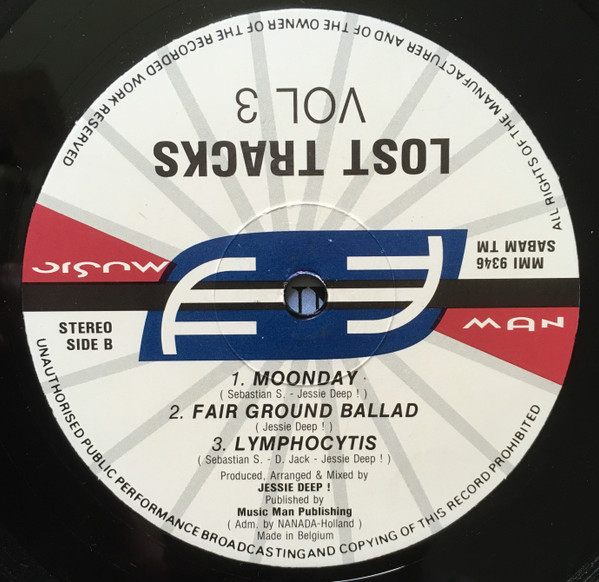 LOST TRACKS
VOL 3
MUSIC
MAN
MMI 9346
SABAM TM
STEREO
SIDE B
1. MOONDAY
( Sebastian S. - Jessie Deep ! )
2. FAIR GROUND BALLAD
( Jessie Deep ! )
3. LYMPHOCYTIS
( Sebastian S. - D. Jack - Jessie Deep ! )
Produced, Arranged & Mixed by
JESSIE DEEP !
Published by
Music Man Publishing
( Adm. by NANADA-Holland )
Made in Belgium
ALL RIGHTS OF THE MANUFACTURER AND OF THE OWNER OF THE RECORDED WORK RESERVED
UNAUTHORISED PUBLIC PERFORMANCE BROADCASTING AND COPYING OF THIS RECORD PROHIBITED